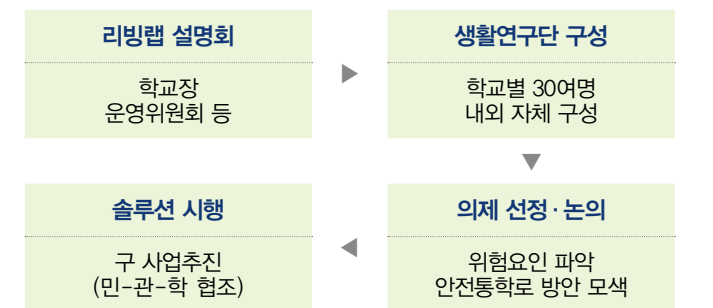 리빙랩 설명회
학교장
운영위원회 등
생활연구단 구성
학교별 30여명
내외 자체 구성
의제 선정·논의
위험요인 파악
안전통학로 방안 모색
솔루션 시행
구 사업추진
(민-관-학 협조)